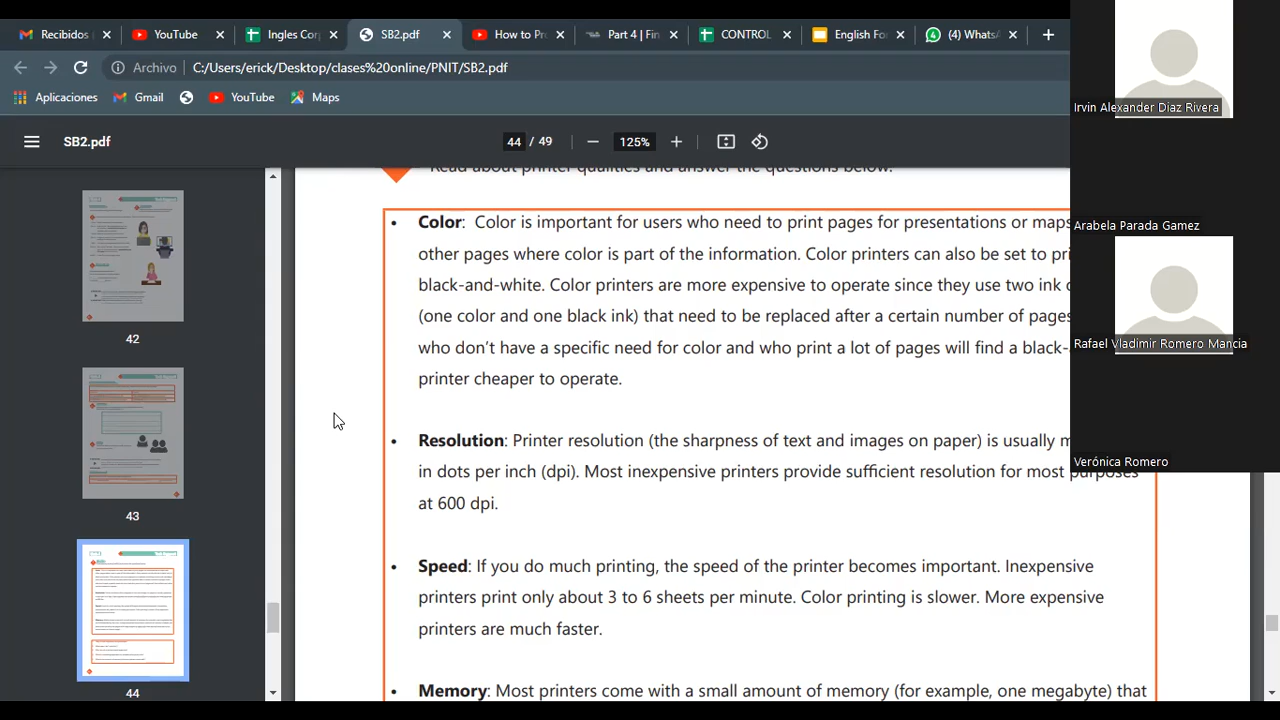 Recibidos (
YouTube
Ingles Cor
SB2.pdf
How to Pr
Part 4 | Fin
CONTROL
English Fo
(4) Whats
Archivo
C:/Users/erick/Desktop/clases%20online/PNIT/SB2.pdf
Aplicaciones
Gmail
YouTube
Maps
SB2.pdf
44 / 49
125%
Read about printer qualities and answer the questions below.
• Color: Color is important for users who need to print pages for presentations or maps
other pages where color is part of the information. Color printers can also be set to pri
black-and-white. Color printers are more expensive to operate since they use two ink
(one color and one black ink) that need to be replaced after a certain number of pages
who don't have a specific need for color and who print a lot of pages will find a black-
printer cheaper to operate.
• Resolution: Printer resolution (the sharpness of text and images on paper) is usually m
in dots per inch (dpi). Most inexpensive printers provide sufficient resolution for most purposes
at 600 dpi.
• Speed: If you do much printing, the speed of the printer becomes important. Inexpensive
printers print only about 3 to 6 sheets per minute. Color printing is slower. More expensive
printers are much faster.
• Memory: Most printers come with a small amount of memory (for example, one megabyte) that
42
43
44
Irvin Alexander Diaz Rivera
Arabela Parada Gamez
Rafael Vladimir Romero Mancia
Verónica Romero